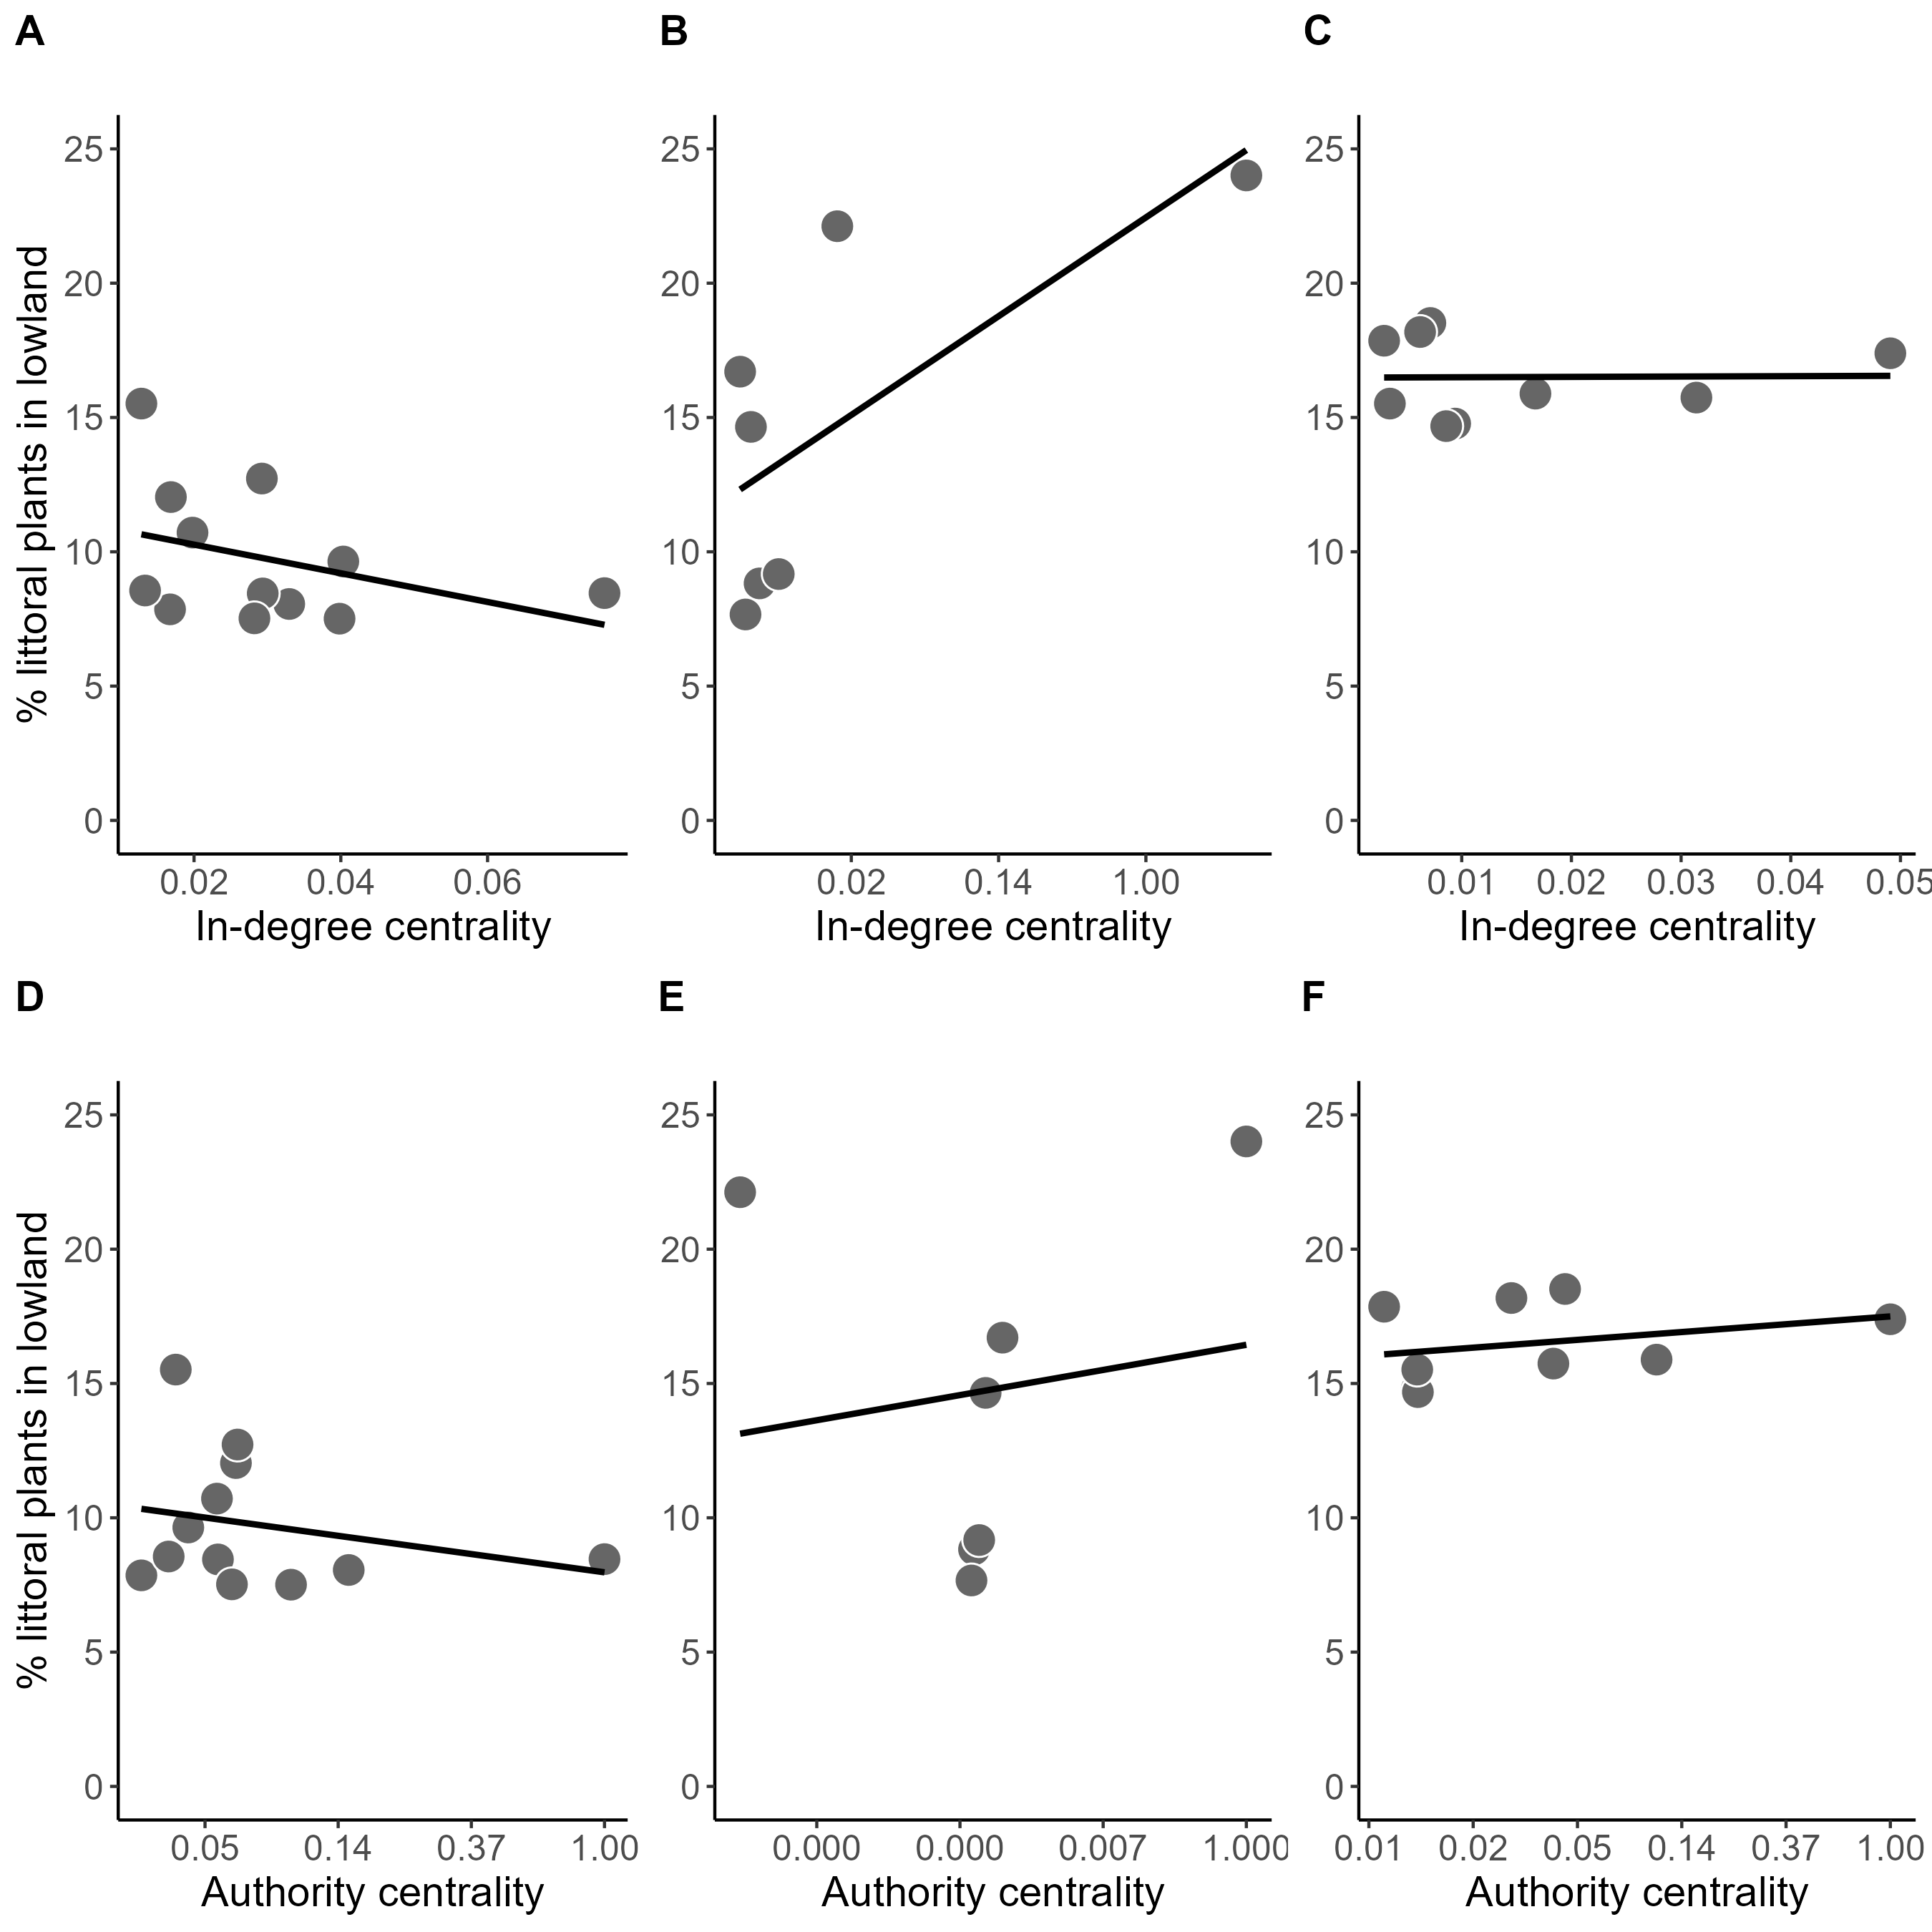 A
B
C
% littoral plants in lowland
25
20
15
10
5
0
0.02 0.04 0.06
In-degree centrality
25
20
15
10
5
0
0.02 0.14 1.00
In-degree centrality
25
20
15
10
5
0
0.01 0.02 0.03 0.04 0.05
In-degree centrality
D
E
F
% littoral plants in lowland
25
20
15
10
5
0
0.05 0.14 0.37 1.00
Authority centrality
25
20
15
10
5
0
0.000 0.000 0.007 1.000
Authority centrality
25
20
15
10
5
0
0.01 0.02 0.05 0.14 0.37 1.00
Authority centrality